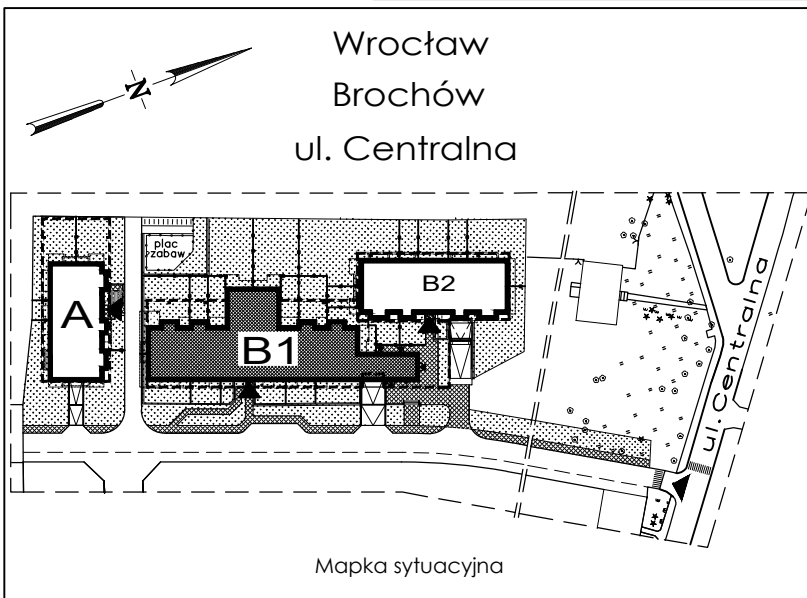 Wrocław
Brochów
ul. Centralna
N
plac
zabaw
A
B1
B2
ul. Centralna
Mapka sytuacyjna